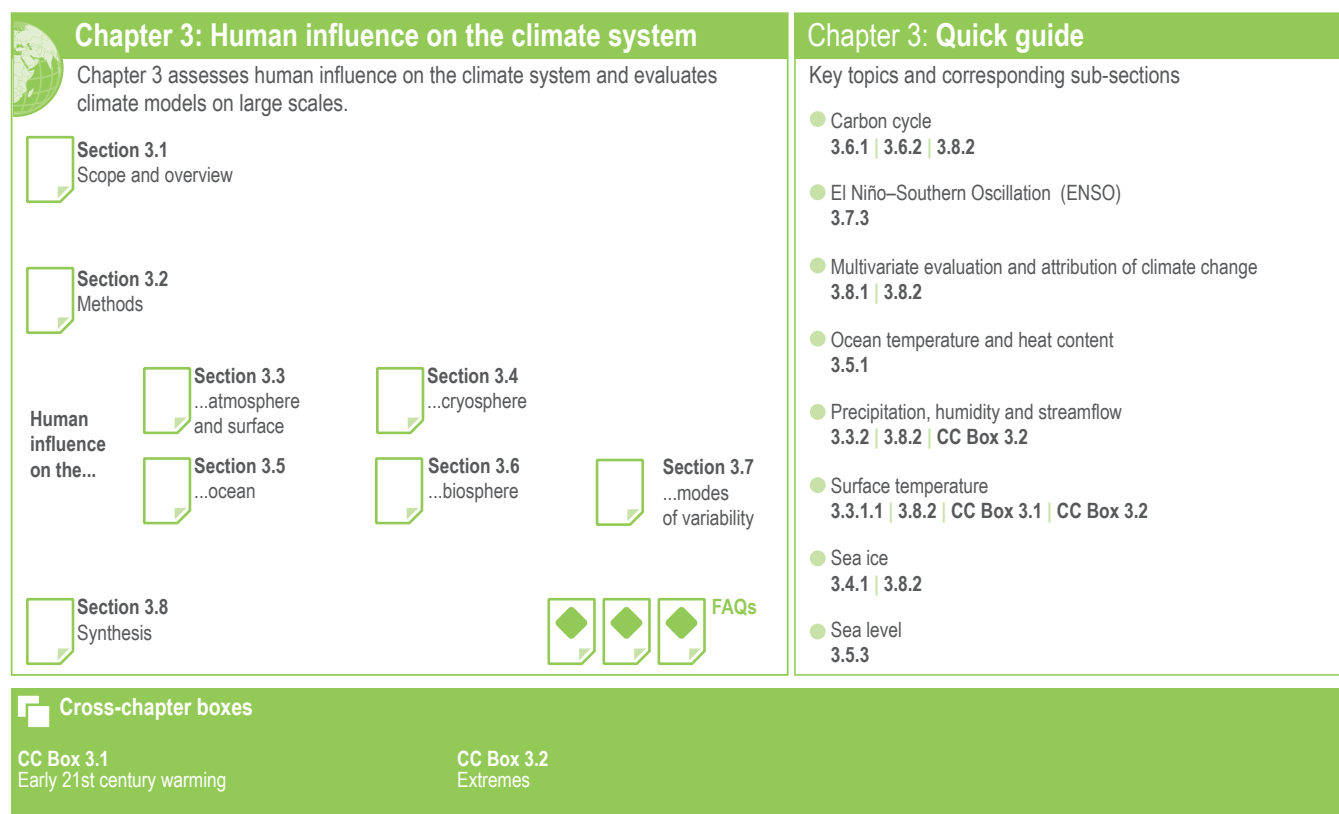 Chapter 3: Human influence on the climate system
Chapter 3 assesses human influence on the climate system and evaluates
climate models on large scales.
Section 3.1
Scope and overview
Section 3.2
Methods
Human
influence
on the...
Section 3.3
...atmosphere
and surface
Section 3.4
...cryosphere
Section 3.5
...ocean
Section 3.6
...biosphere
Section 3.7
...modes
of variability
Section 3.8
Synthesis
FAQs
Chapter 3: Quick guide
Key topics and corresponding sub-sections
Carbon cycle
3.6.1 | 3.6.2 | 3.8.2
El Niño–Southern Oscillation (ENSO)
3.7.3
Multivariate evaluation and attribution of climate change
3.8.1 | 3.8.2
Ocean temperature and heat content
3.5.1
Precipitation, humidity and streamflow
3.3.2 | 3.8.2 | CC Box 3.2
Surface temperature
3.3.1.1 | 3.8.2 | CC Box 3.1 | CC Box 3.2
Sea ice
3.4.1 | 3.8.2
Sea level
3.5.3
Cross-chapter boxes
CC Box 3.1
Early 21st century warming
CC Box 3.2
Extremes